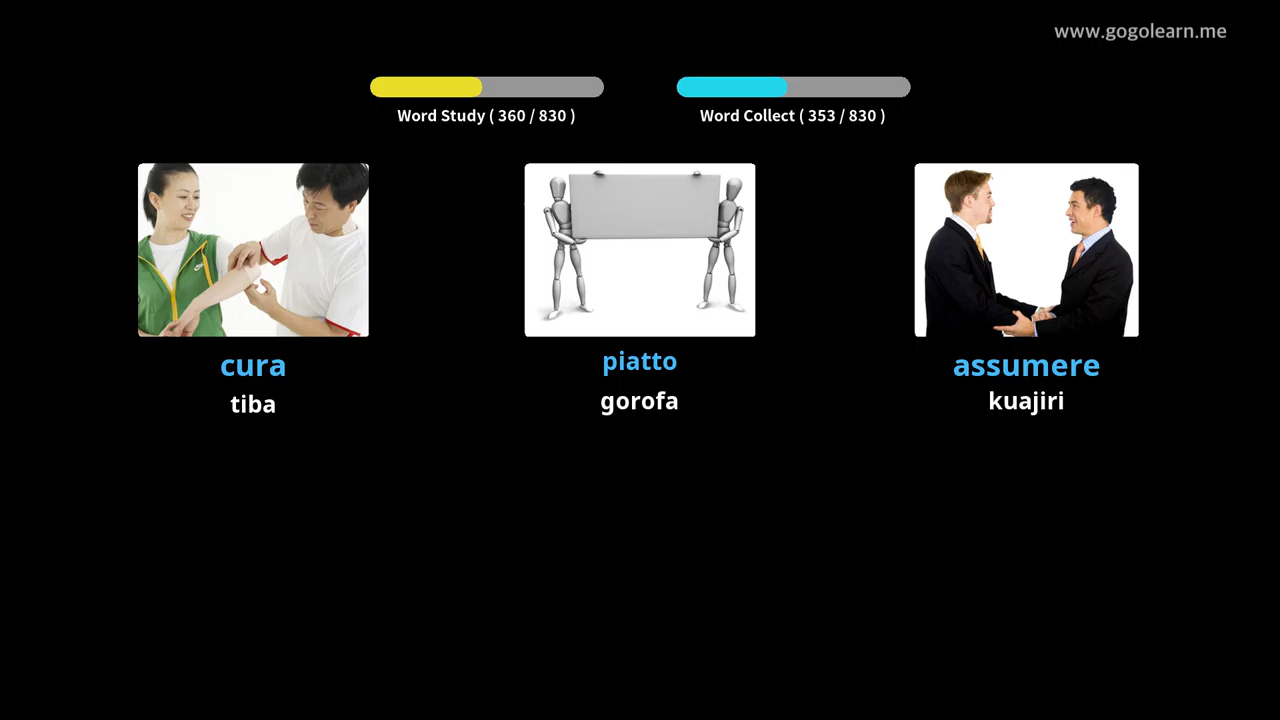 www.gogolearn.me
Word Study ( 360 / 830 )
Word Collect ( 353 / 830 )
cura
tiba
piatto
gorofa
assumere
kuajiri